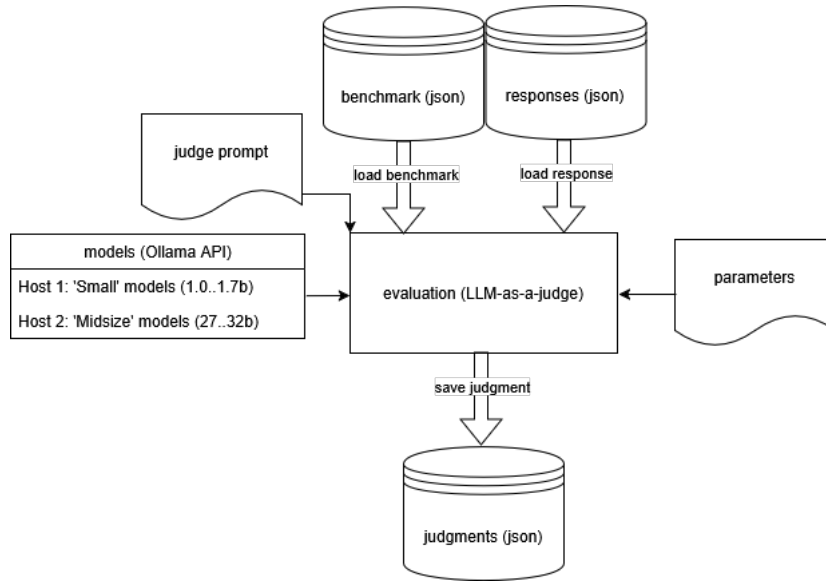 benchmark (json)
responses (json)
judge prompt
load benchmark
load response
models (Ollama API)
Host 1: 'Small' models (1.0..1.7b)
Host 2: 'Midsize' models (27..32b)
evaluation (LLM-as-a-judge)
parameters
save judgment
judgments (json)